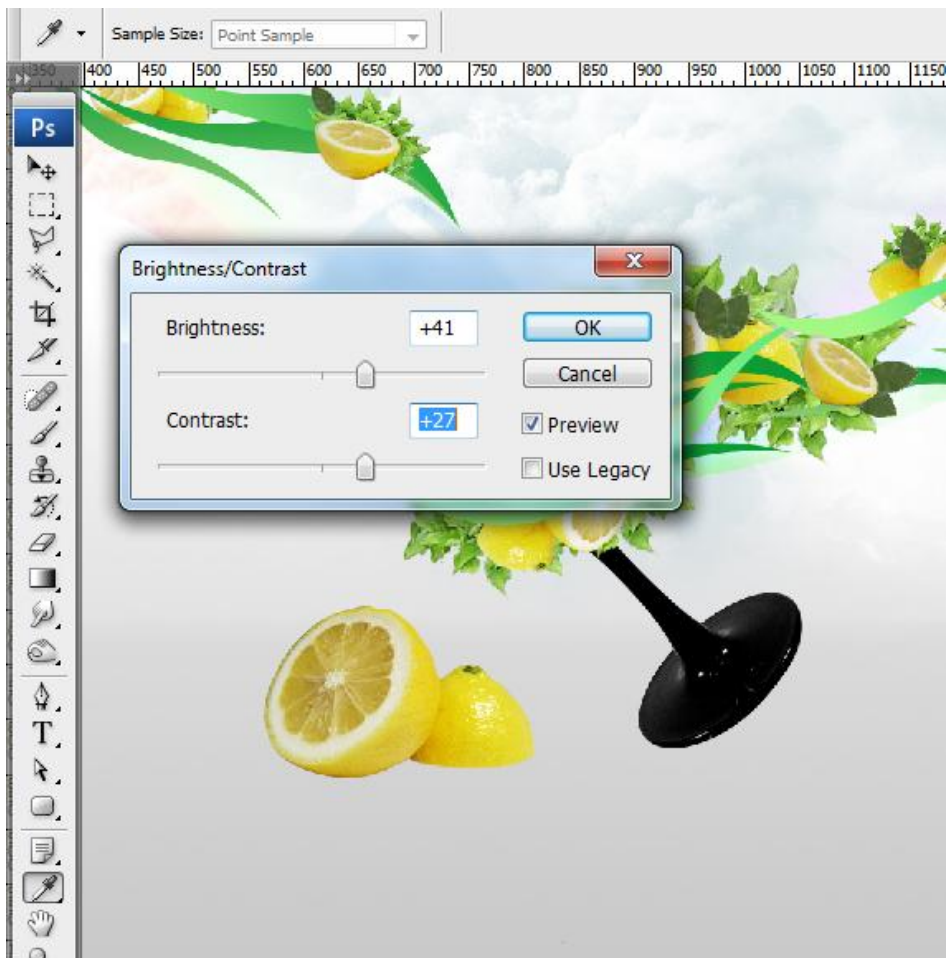 Sample Size: Point Sample
350 400 450 500 550 600 650 700 750 800 850 900 950 1000 1050 1100 1150
Ps
Brightness/Contrast
Brightness: +41 OK
Cancel
Contrast: +27 Preview
Use Legacy
T